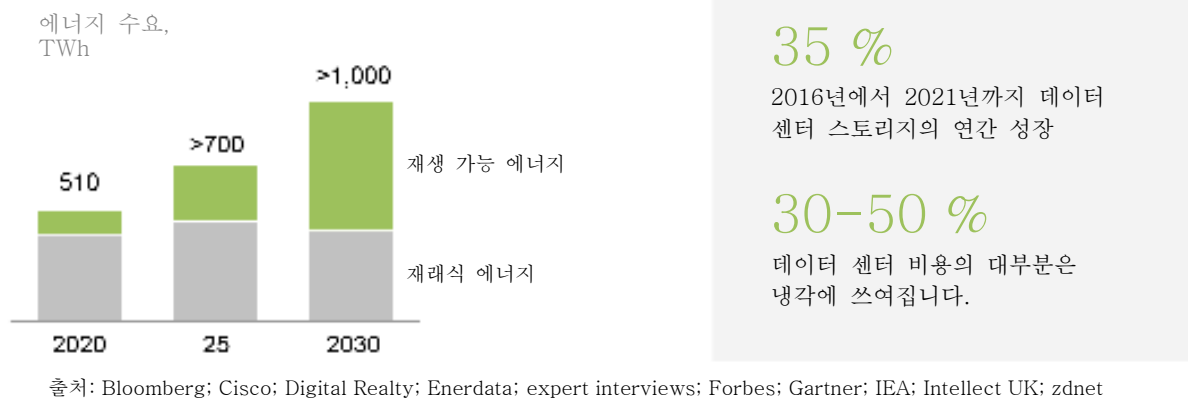 에너지 수요,
TWh
>1,000
>700
510
재생 가능 에너지
재래식 에너지
2020
25
2030
35 %
2016년에서 2021년까지 데이터
센터 스토리지의 연간 성장
30-50 %
데이터 센터 비용의 대부분은
냉각에 쓰여집니다.
출처: Bloomberg; Cisco; Digital Realty; Enerdata; expert interviews; Forbes; Gartner; IEA; Intellect UK; zdnet